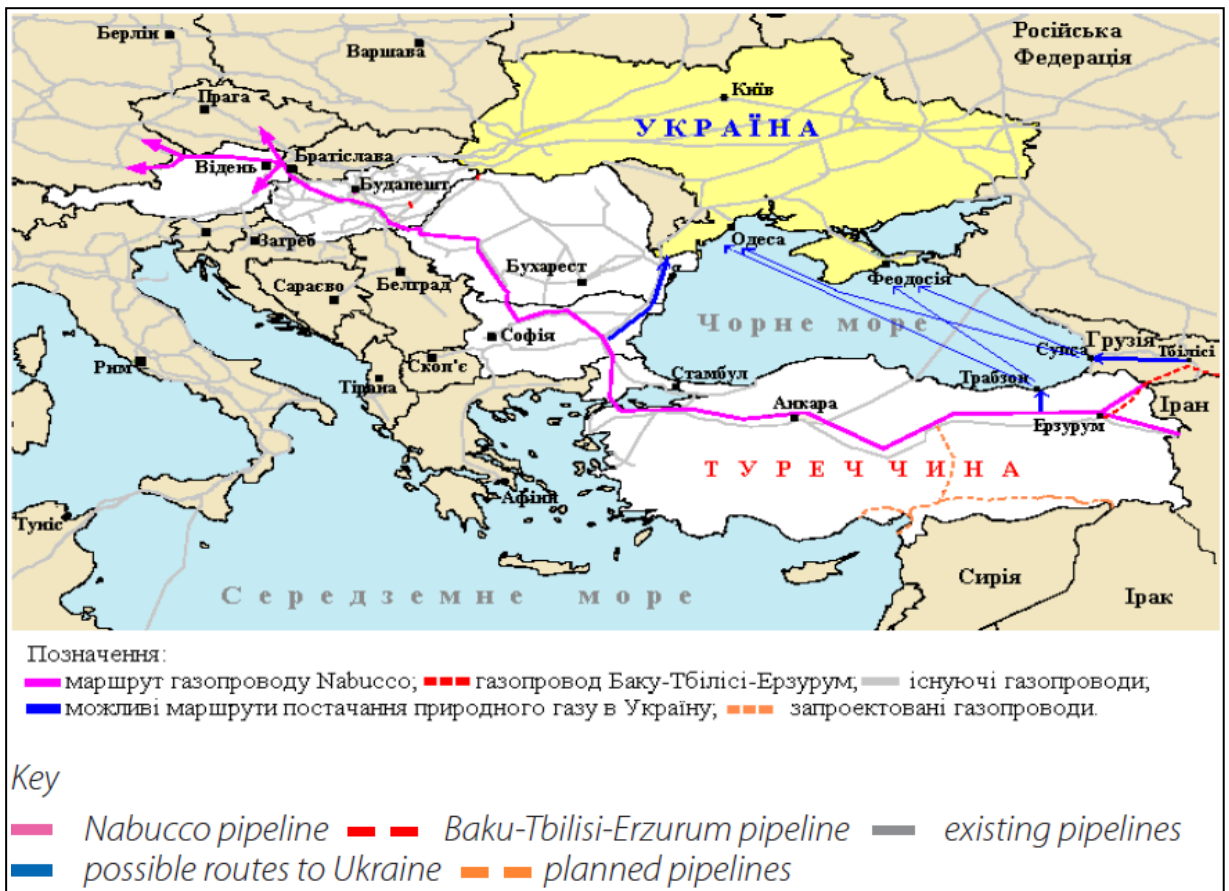 Берлін
Варшава
Російська
Федерація
Прага
Київ
УКРАЇНА
Братіслава
Відень
Будапешт
Загреб
Одеса
Бухарест
Феодосія
Сараєво
Белград
Чорне море
Грузія
Софія
Супса
Тбілісі
Рим
Скоп'є
Стамбул
Трабзон
Тірана
Анкара
Іран
Ерзурум
ТУРЕЧЧИНА
Афіни
Туніс
Сирія
Середземне море
Ірак
Позначення:
маршрут газопроводу Nabucco; газопровод Баку-Тбілісі-Ерзурум; існуючі газопроводи;
можливі маршрути постачання природного газу в Україну; запроектовані газопроводи.
Key
Nabucco pipeline Baku-Tbilisi-Erzurum pipeline existing pipelines
possible routes to Ukraine planned pipelines